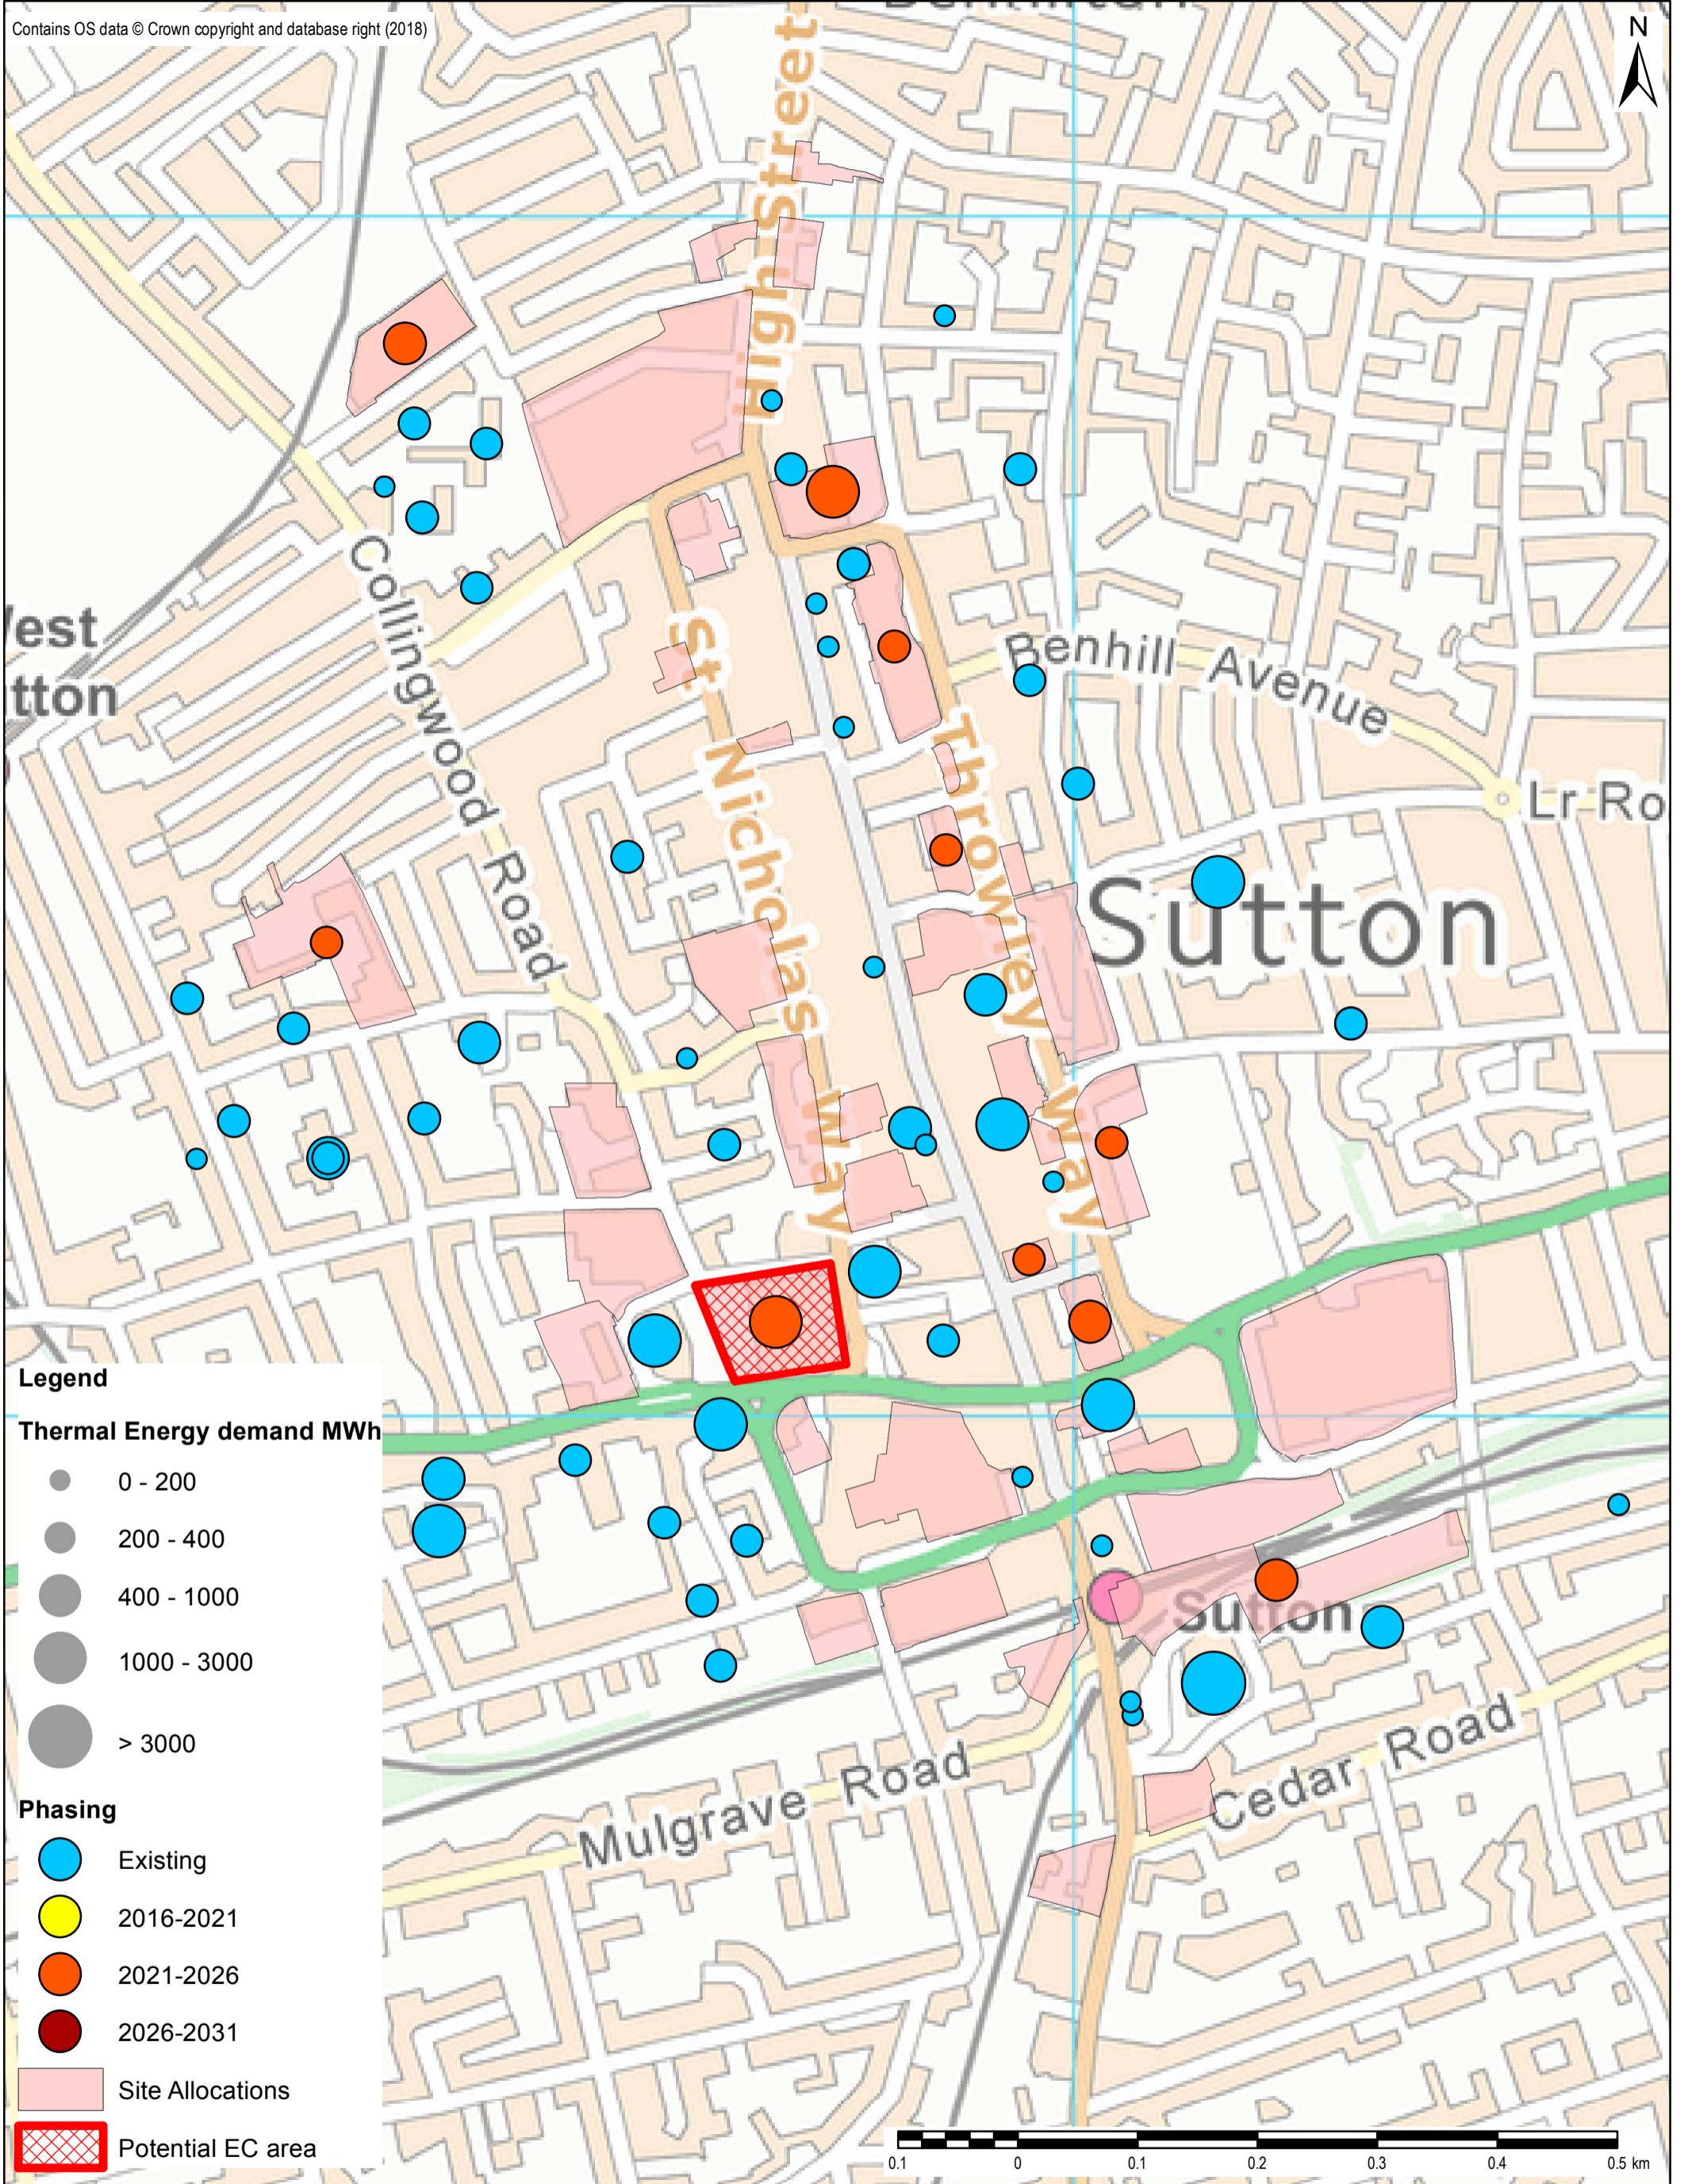 Contains OS data © Crown copyright and database right (2018)
N
High Street
Collingwood Road
St Nicholas Way
Benhill Avenue
Throwley Way
Lr Ro
Sutton
est
tton
Sutton
Mulgrave Road
Cedar Road
Legend
Thermal Energy demand MWh
0 - 200
200 - 400
400 - 1000
1000 - 3000
> 3000
Phasing
Existing
2016-2021
2021-2026
2026-2031
Site Allocations
Potential EC area
0.1 0 0.1 0.2 0.3 0.4 0.5 km